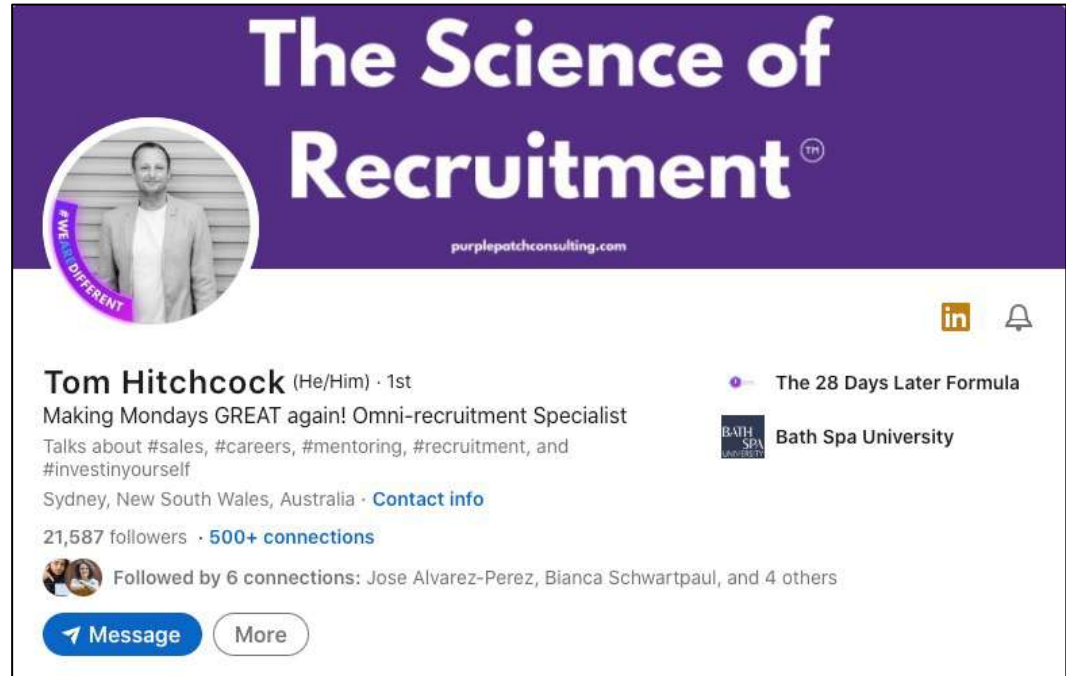 The Science of
Recruitment™
purplepatchconsulting.com
#WEAREDIFFERENT
in
Tom Hitchcock (He/Him) · 1st
Making Mondays GREAT again! Omni-recruitment Specialist
Talks about #sales, #careers, #mentoring, #recruitment, and
#investinyourself
Sydney, New South Wales, Australia · Contact info
21,587 followers · 500+ connections
Followed by 6 connections: Jose Alvarez-Perez, Bianca Schwartpaul, and 4 others
Message
More
The 28 Days Later Formula
BATH
SPA
UNIVERSITY
Bath Spa University